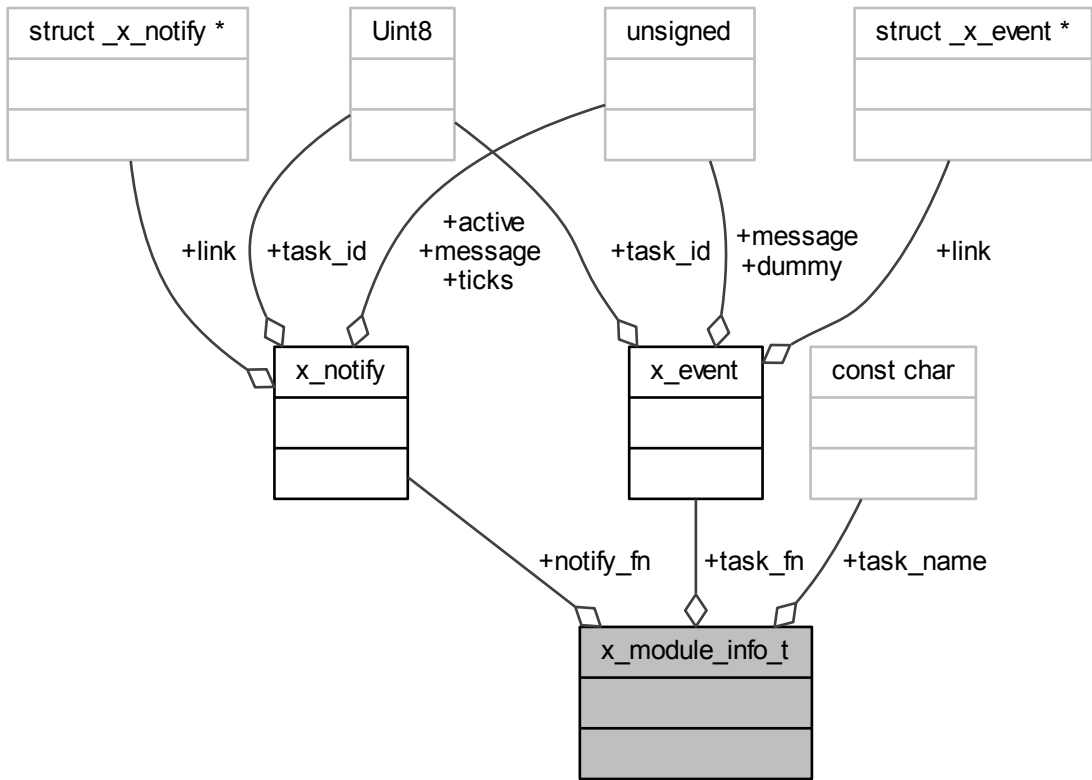 struct _x_notify *
Uint8
unsigned
struct _x_event *
+link
+task_id
+active
+message
+ticks
+task_id
+message
+dummy
+link
x_notify
x_event
const char
+notify_fn
+task_fn
+task_name
x_module_info_t